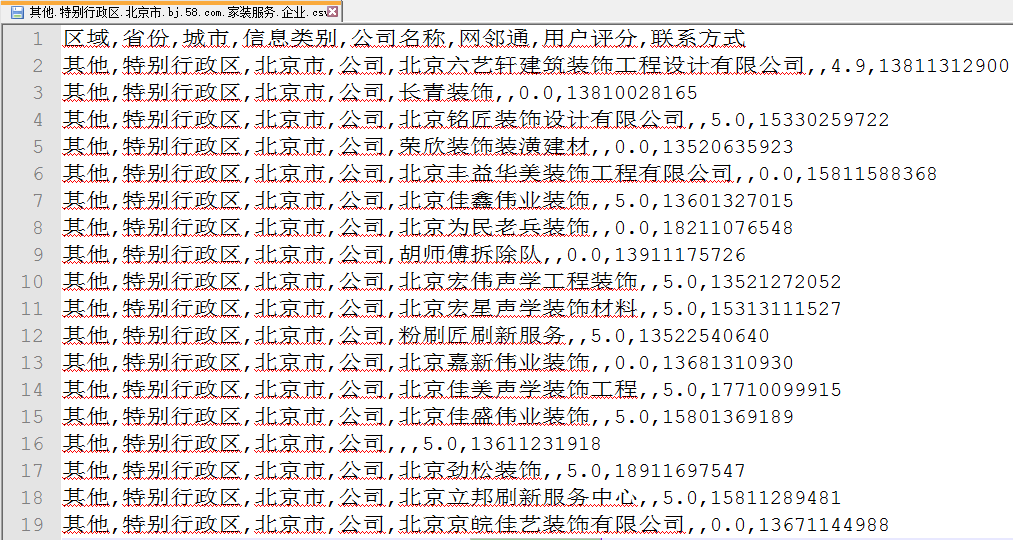 其他.特别行政区.北京市.bj.58.com.家装服务.企业.csv
1 区域,省份,城市,信息类别,公司名称,网邻通,用户评分,联系方式
2 其他,特别行政区,北京市,公司,北京六艺轩建筑装饰工程设计有限公司,,4.9,13811312900
3 其他,特别行政区,北京市,公司,长青装饰,,0.0,13810028165
4 其他,特别行政区,北京市,公司,北京铭匠装饰设计有限公司,,5.0,15330259722
5 其他,特别行政区,北京市,公司,荣欣装饰装潢建材,,0.0,13520635923
6 其他,特别行政区,北京市,公司,北京丰益华美装饰工程有限公司,,0.0,15811588368
7 其他,特别行政区,北京市,公司,北京佳鑫伟业装饰,,5.0,13601327015
8 其他,特别行政区,北京市,公司,北京为民老兵装饰,,0.0,18211076548
9 其他,特别行政区,北京市,公司,胡师傅拆除队,,0.0,13911175726
10 其他,特别行政区,北京市,公司,北京宏伟声学工程装饰,,5.0,13521272052
11 其他,特别行政区,北京市,公司,北京宏星声学装饰材料,,5.0,15313111527
12 其他,特别行政区,北京市,公司,粉刷匠刷新服务,,5.0,13522540640
13 其他,特别行政区,北京市,公司,北京嘉新伟业装饰,,0.0,13681310930
14 其他,特别行政区,北京市,公司,北京佳美声学装饰工程,,5.0,17710099915
15 其他,特别行政区,北京市,公司,北京佳盛伟业装饰,,5.0,15801369189
16 其他,特别行政区,北京市,公司,,,5.0,13611231918
17 其他,特别行政区,北京市,公司,北京劲松装饰,,5.0,18911697547
18 其他,特别行政区,北京市,公司,北京立邦刷新服务中心,,5.0,15811289481
19 其他,特别行政区,北京市,公司,北京京皖佳艺装饰有限公司,,0.0,13671144988